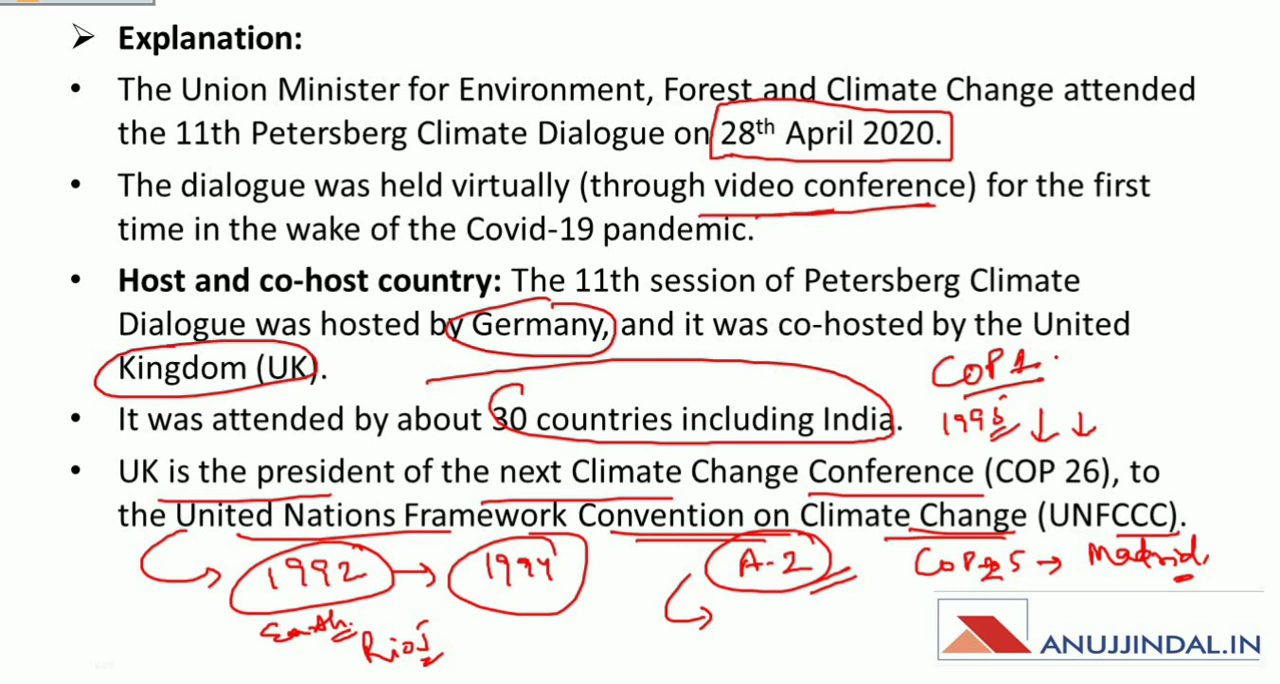 ➤ Explanation:
• The Union Minister for Environment, Forest and Climate Change attended
the 11th Petersberg Climate Dialogue on 28th April 2020.
• The dialogue was held virtually (through video conference) for the first
time in the wake of the Covid-19 pandemic.
• Host and co-host country: The 11th session of Petersberg Climate
Dialogue was hosted by Germany, and it was co-hosted by the United
Kingdom (UK).
COP1
• It was attended by about 30 countries including India.
1995
• UK is the president of the next Climate Change Conference (COP 26), to
the United Nations Framework Convention on Climate Change (UNFCCC).
1992 → 1994
A-2
COP25 → Madrid
Earth
Rio
ANUJJINDAL.IN